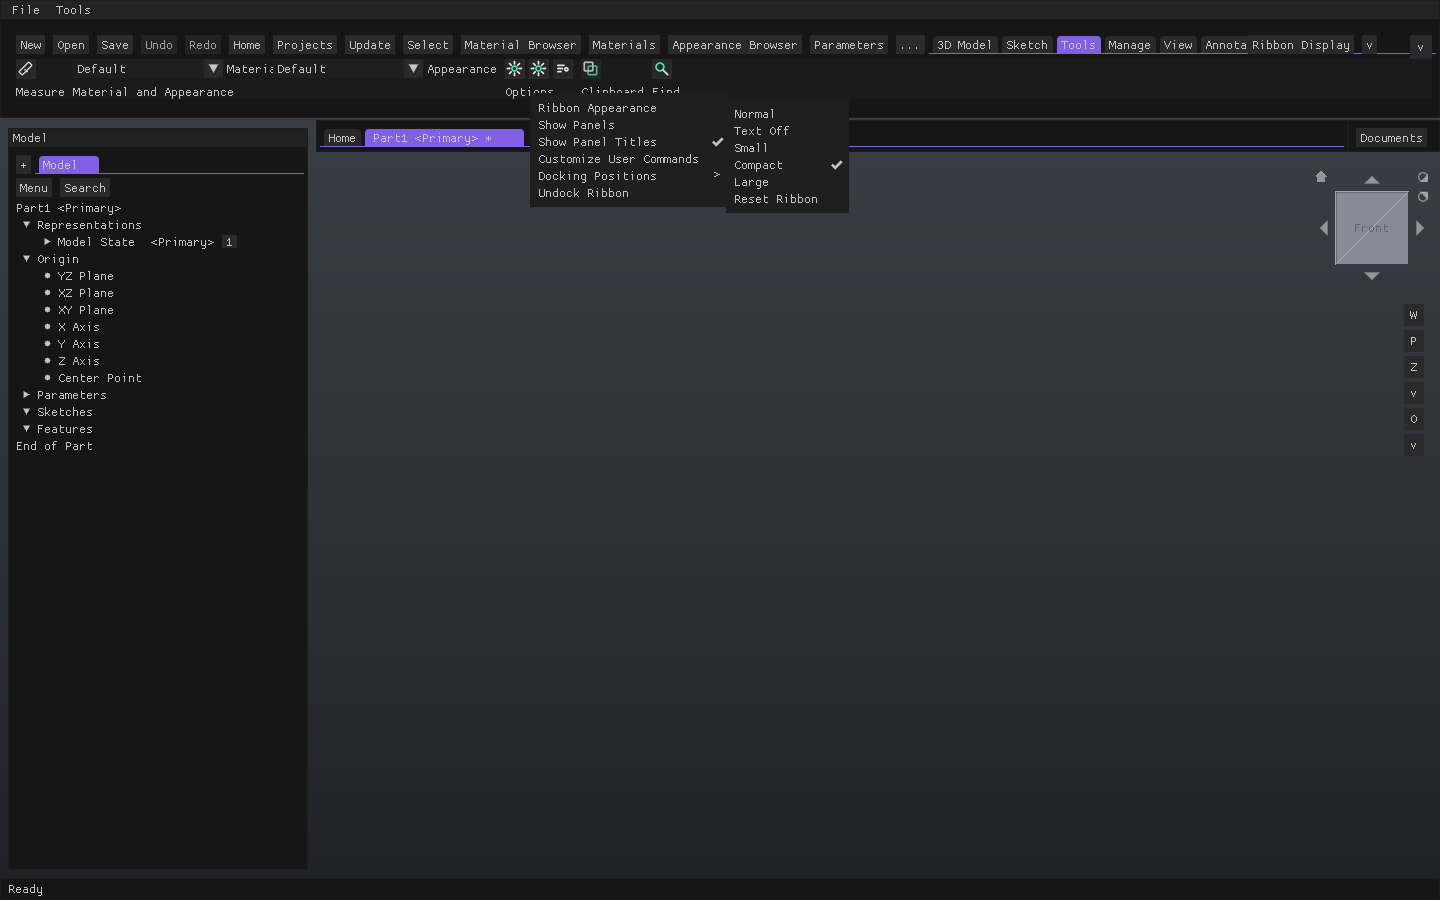 File Tools
New Open Save Undo Redo Home Projects Update Select Material Browser Materials Appearance Browser Parameters ... 3D Model Sketch Tools Manage View Annota Ribbon Display v v
Default Materia Default Appearance
Measure Material and Appearance Options Clipboard Find
Ribbon Appearance
Show Panels
Show Panel Titles
Customize User Commands
Docking Positions >
Undock Ribbon
Normal
Text Off
Small
Compact
Large
Reset Ribbon
Model
Home Part1 <Primary> * Documents
+ Model
Menu Search
Part1 <Primary>
Representations
Model State <Primary> 1
Origin
YZ Plane
XZ Plane
XY Plane
X Axis
Y Axis
Z Axis
Center Point
Parameters
Sketches
Features
End of Part
Front
W
P
Z
v
O
v
Ready